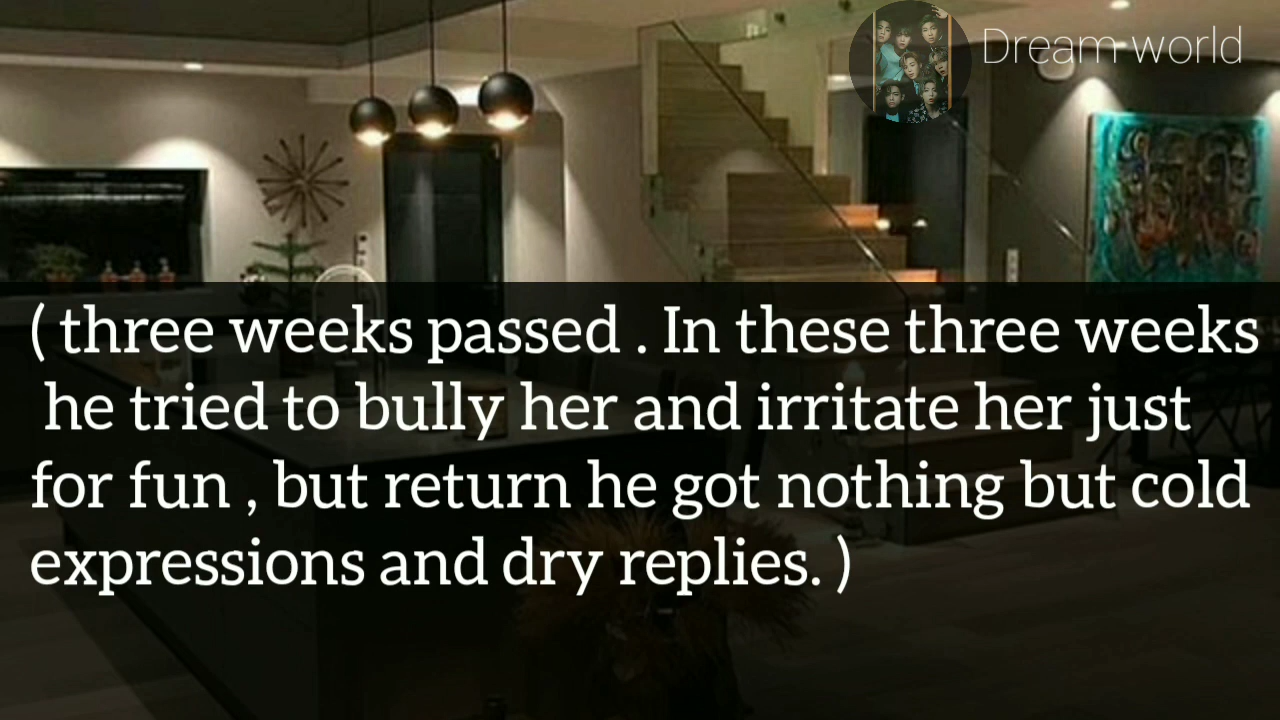 Dream world
( three weeks passed . In these three weeks
he tried to bully her and irritate her just
for fun , but return he got nothing but cold
expressions and dry replies. )